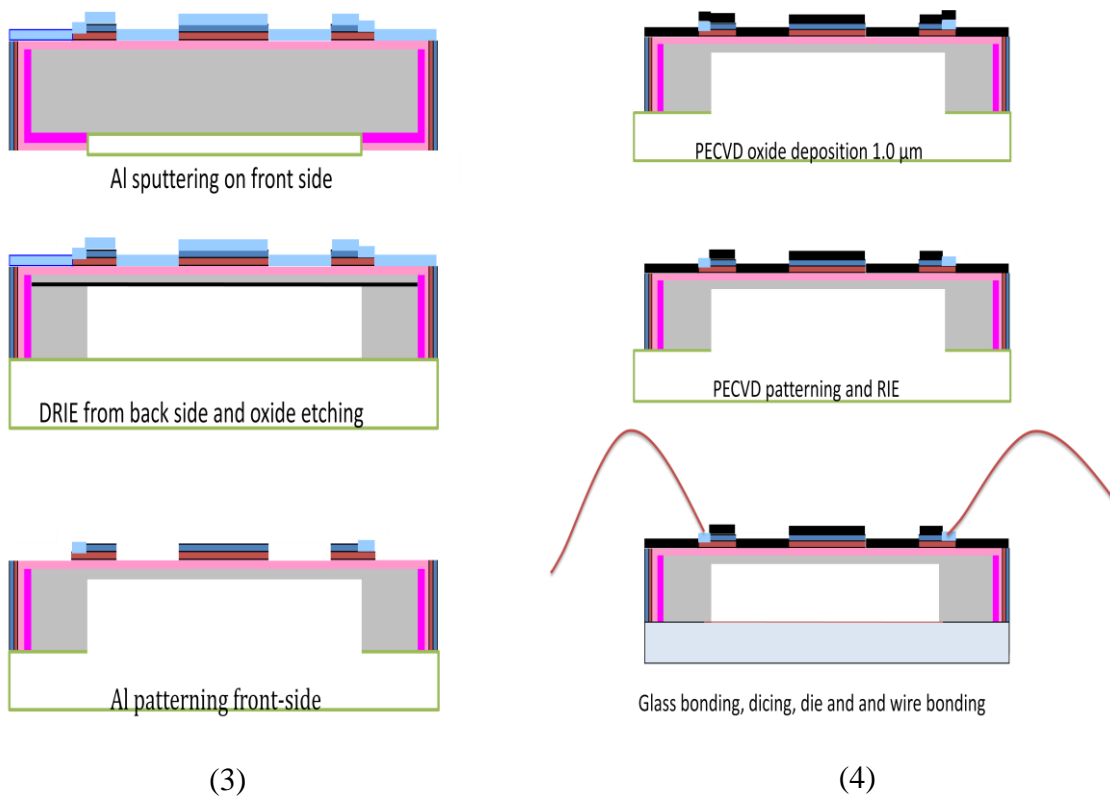 Al sputtering on front side
DRIE from back side and oxide etching
Al patterning front-side
(3)
PECVD oxide deposition 1.0 µm
PECVD patterning and RIE
Glass bonding, dicing, die and and wire bonding
(4)